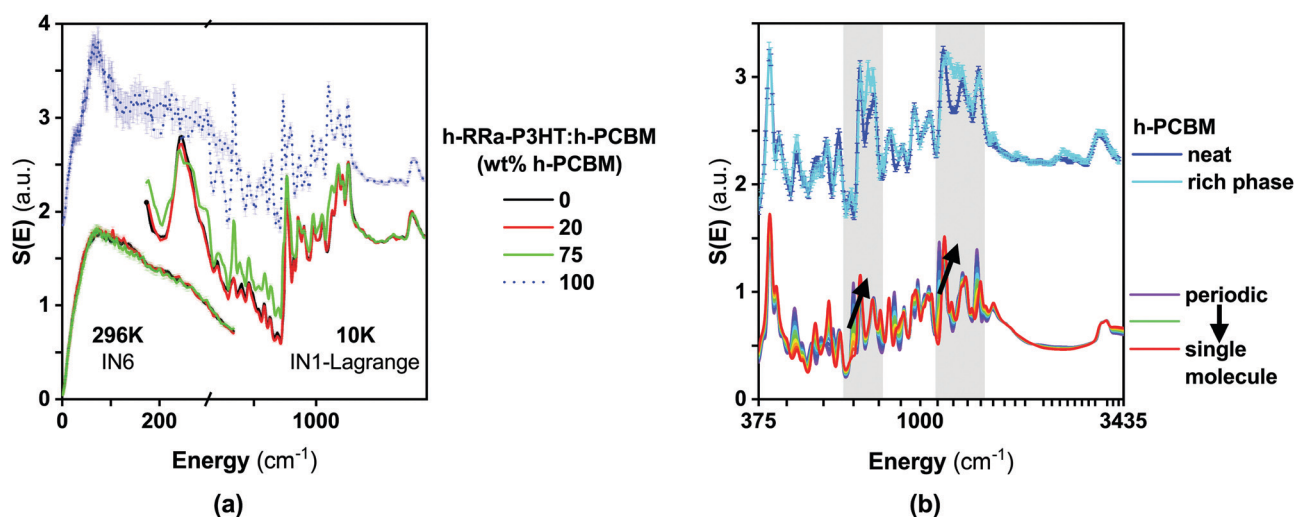 4
3
2
1
0
S(E) (a.u.)
296K
IN6
10K
IN1-Lagrange
0
200
1000
Energy (cm⁻¹)
(a)
h-RRa-P3HT:h-PCBM
(wt% h-PCBM)
0
20
75
100
3
2
1
0
S(E) (a.u.)
375
1000
3435
Energy (cm⁻¹)
(b)
h-PCBM
neat
rich phase
periodic
single
molecule